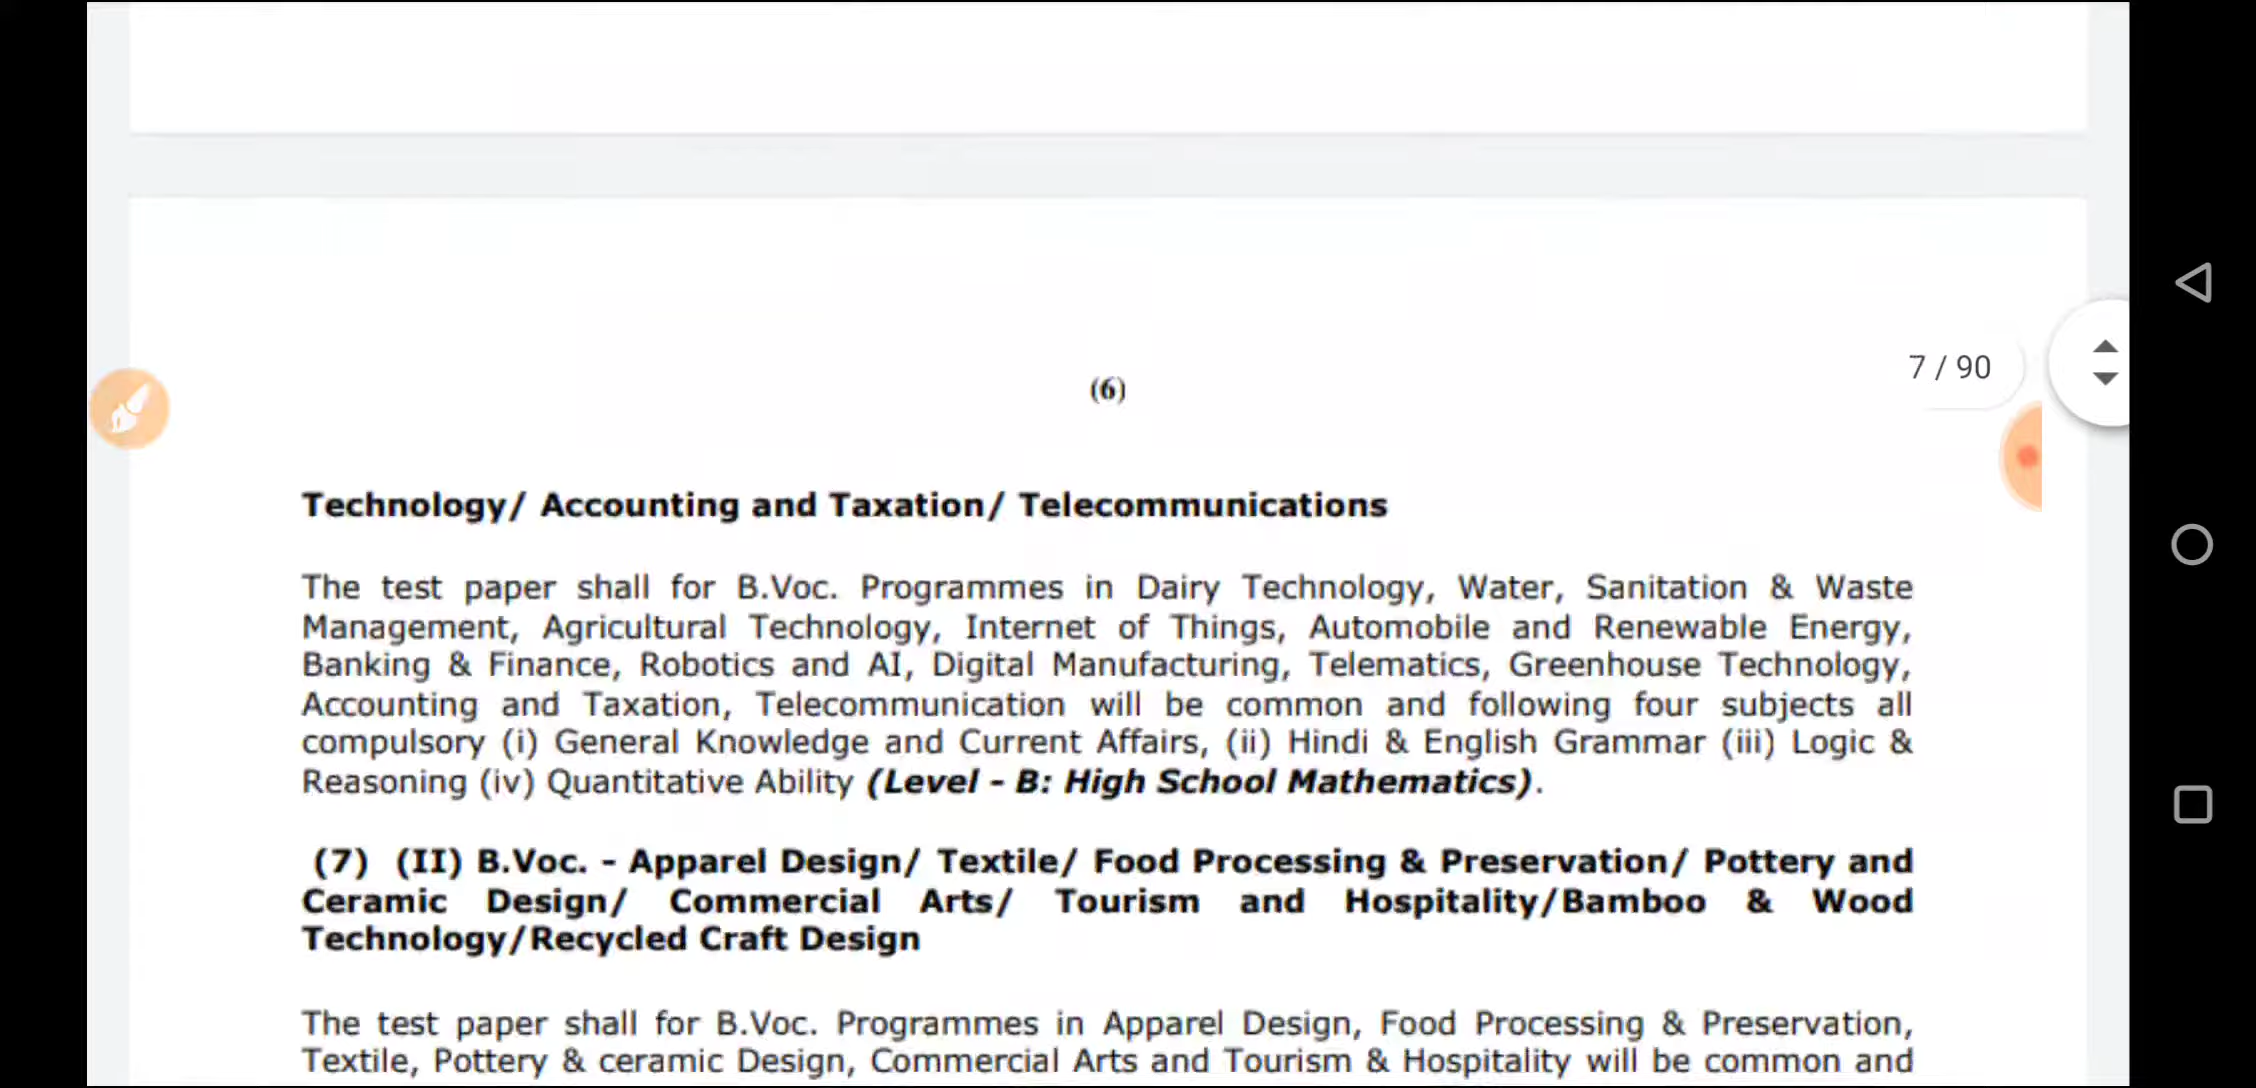 7 / 90
(6)
Technology/ Accounting and Taxation/ Telecommunications
The test paper shall for B.Voc. Programmes in Dairy Technology, Water, Sanitation & Waste
Management, Agricultural Technology, Internet of Things, Automobile and Renewable Energy,
Banking & Finance, Robotics and AI, Digital Manufacturing, Telematics, Greenhouse Technology,
Accounting and Taxation, Telecommunication will be common and following four subjects all
compulsory (i) General Knowledge and Current Affairs, (ii) Hindi & English Grammar (iii) Logic &
Reasoning (iv) Quantitative Ability (Level - B: High School Mathematics).
(7) (II) B.Voc. - Apparel Design/ Textile/ Food Processing & Preservation/ Pottery and
Ceramic Design/ Commercial Arts/ Tourism and Hospitality/Bamboo & Wood
Technology/Recycled Craft Design
The test paper shall for B.Voc. Programmes in Apparel Design, Food Processing & Preservation,
Textile, Pottery & ceramic Design, Commercial Arts and Tourism & Hospitality will be common and